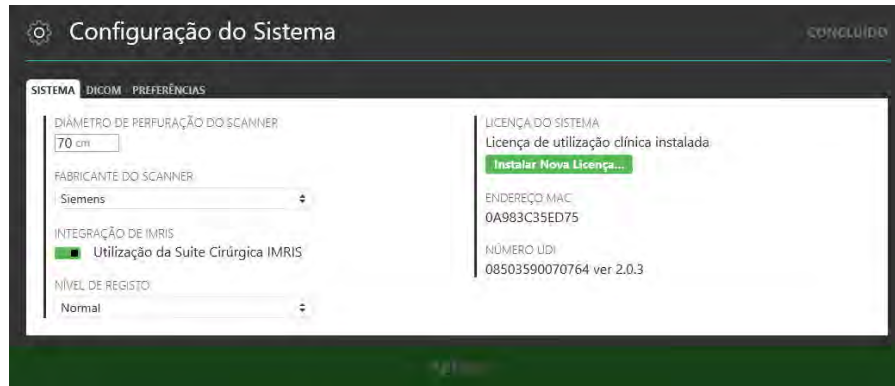 Configuração do Sistema
CONCLUÍDO
SISTEMA DICOM PREFERÊNCIAS
DIÂMETRO DE PERFURAÇÃO DO SCANNER
70 cm
FABRICANTE DO SCANNER
Siemens
INTEGRAÇÃO DE IMRIS
Utilização da Suite Cirúrgica IMRIS
NÍVEL DE REGISTO
Normal
LICENÇA DO SISTEMA
Licença de utilização clínica instalada
Instalar Nova Licença...
ENDEREÇO MAC
0A983C35ED75
NÚMERO UDI
08503590070764 ver 2.0.3